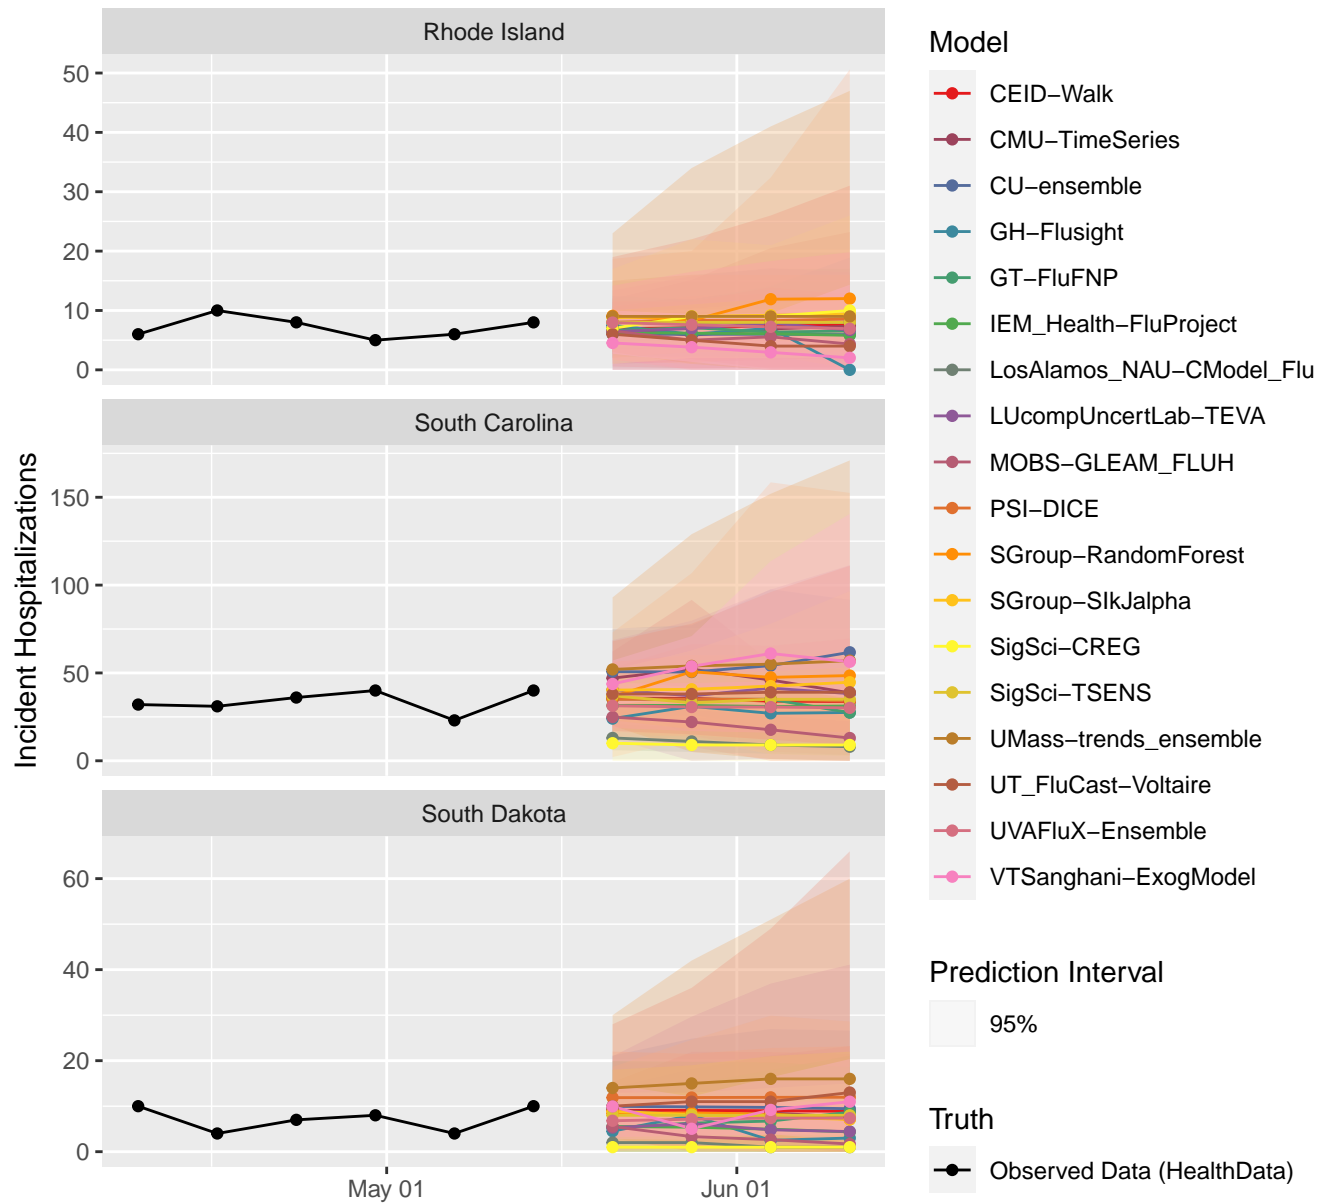 Rhode Island
50
40
30
20
10
0
South Carolina
150
100
50
0
South Dakota
60
40
20
0
May 01
Jun 01
Incident Hospitalizations
Model
CEID−Walk
CMU−TimeSeries
CU−ensemble
GH−Flusight
GT−FluFNP
IEM_Health−FluProject
LosAlamos_NAU−CModel_Flu
LUcompUncertLab−TEVA
MOBS−GLEAM_FLUH
PSI−DICE
SGroup−RandomForest
SGroup−SIkJalpha
SigSci−CREG
SigSci−TSENS
UMass−trends_ensemble
UT_FluCast−Voltaire
UVAFluX−Ensemble
VTSanghani−ExogModel
Prediction Interval
95%
Truth
Observed Data (HealthData)